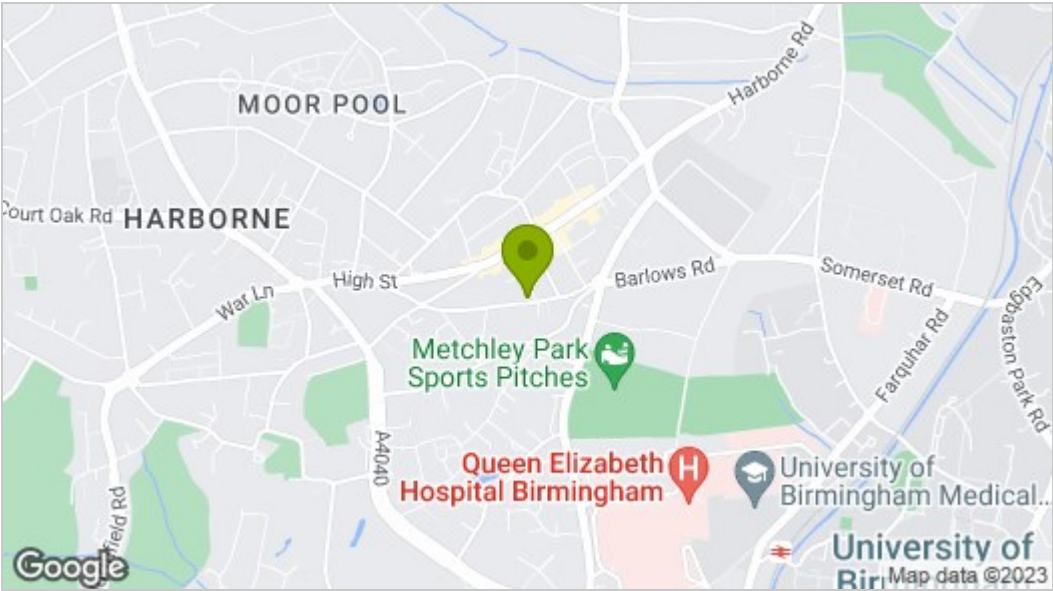 Harborne Rd
MOOR POOL
Court Oak Rd
HARBORNE
High St
War Ln
Barlows Rd
Somerset Rd
Edgbaston Park Rd
Metchley Park
Sports Pitches
Farquhar Rd
A4040
Queen Elizabeth
Hospital Birmingham
H
University of
Birmingham Medical...
field Rd
University of
Google
Map data ©2023